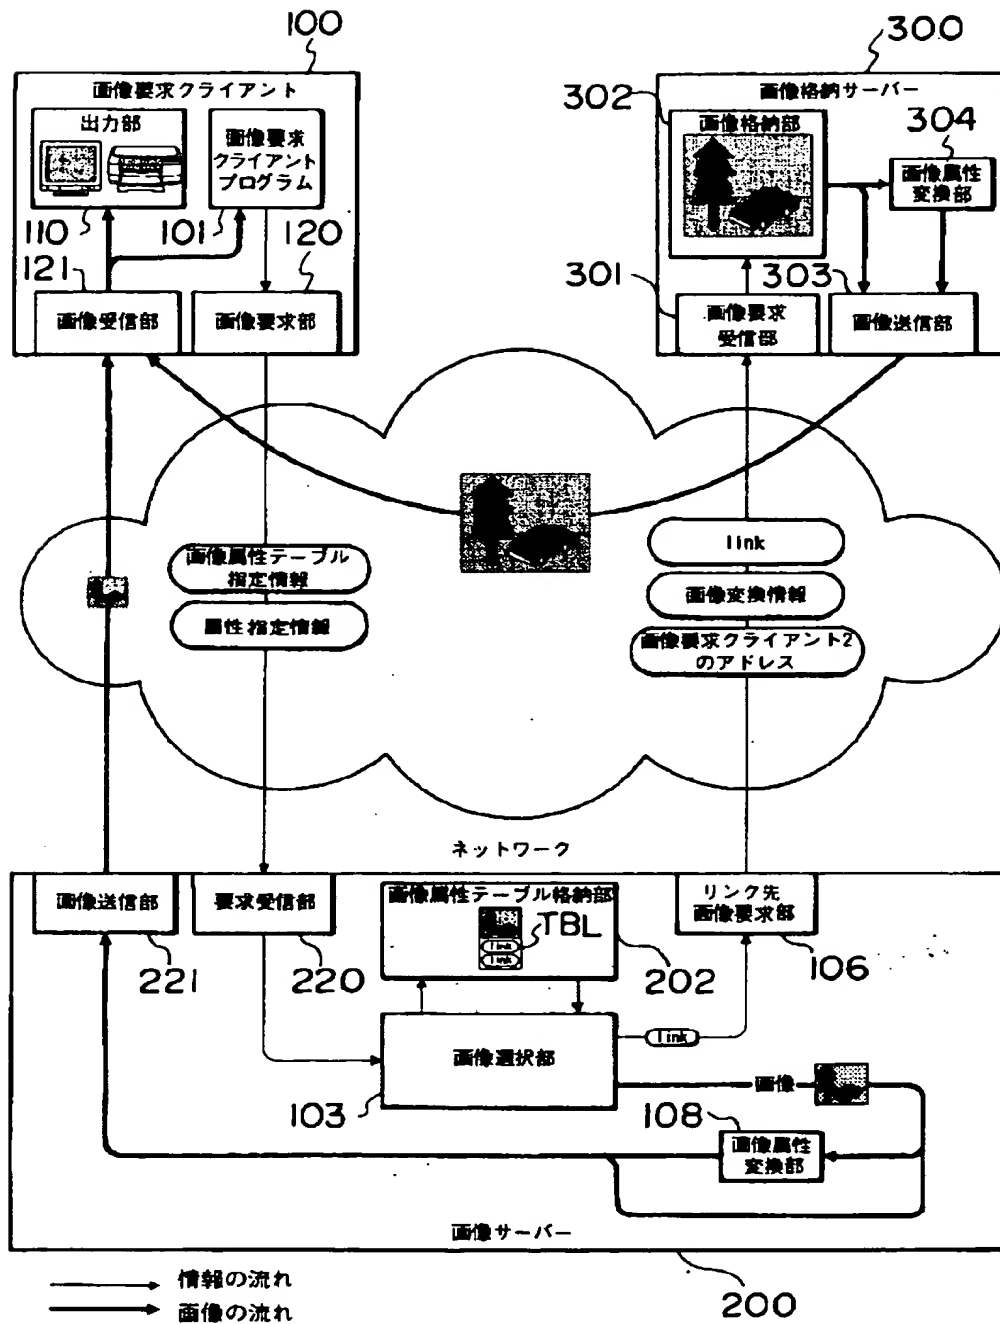 100
300
画像要求クライアント
画像格納サーバー
出力部
画像要求
クライアント
プログラム
302
画像格納部
304
画像属性
変換部
110
101
120
121
301
303
画像受信部
画像要求部
画像要求
受信部
画像送信部
画像属性テーブル
指定情報
属性指定情報
link
画像変換情報
画像要求クライアント2
のアドレス
ネットワーク
画像送信部
要求受信部
画像属性テーブル格納部
TBL
link
link
リンク先
画像要求部
221
220
202
106
画像選択部
link
103
画像
108
画像属性
変換部
画像サーバー
200
情報の流れ
画像の流れ